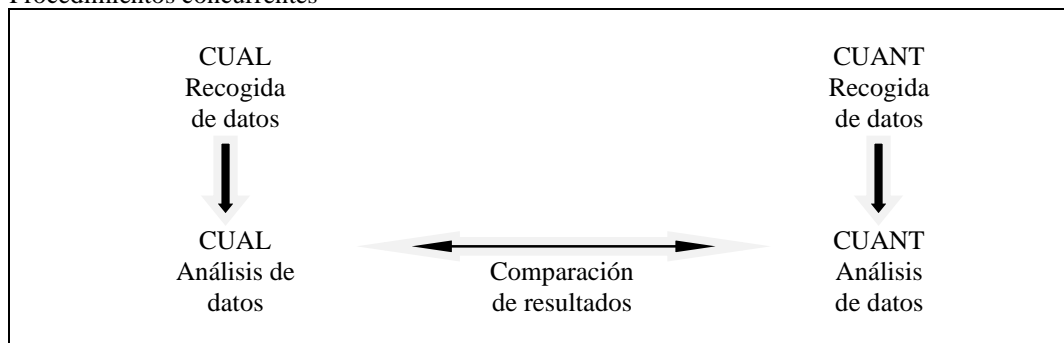 Procedimientos concurrentes
CUAL
Recogida
de datos
CUANT
Recogida
de datos
CUAL
Análisis de
datos
Comparación
de resultados
CUANT
Análisis
de datos